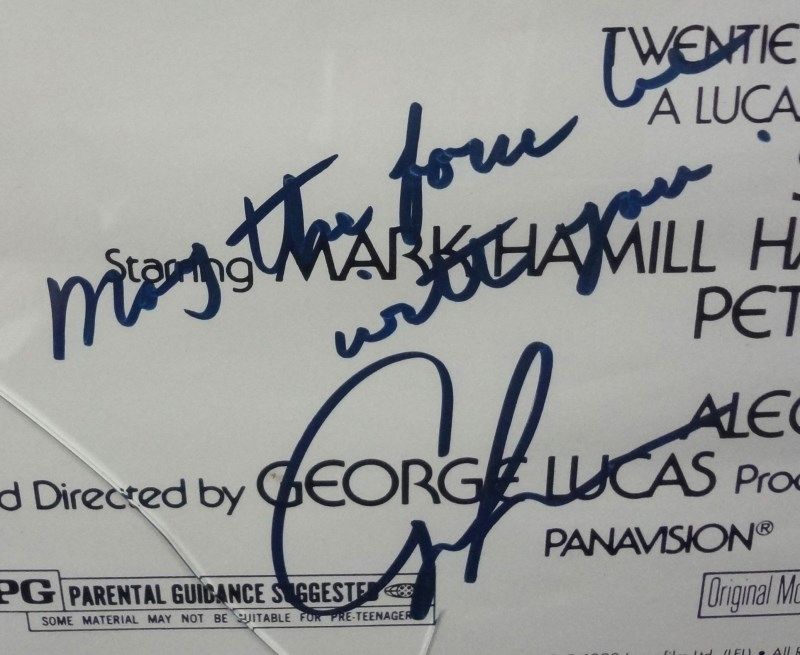 TWENTIE
A LUCA
May the force be
with you.
Starring MARK HAMILL HA
PET
ALEC
d Directed by GEORGE LUCAS Proc
PANAVISION®
PG PARENTAL GUIDANCE SUGGESTED
SOME MATERIAL MAY NOT BE SUITABLE FOR PRE-TEENAGER
Original Mo